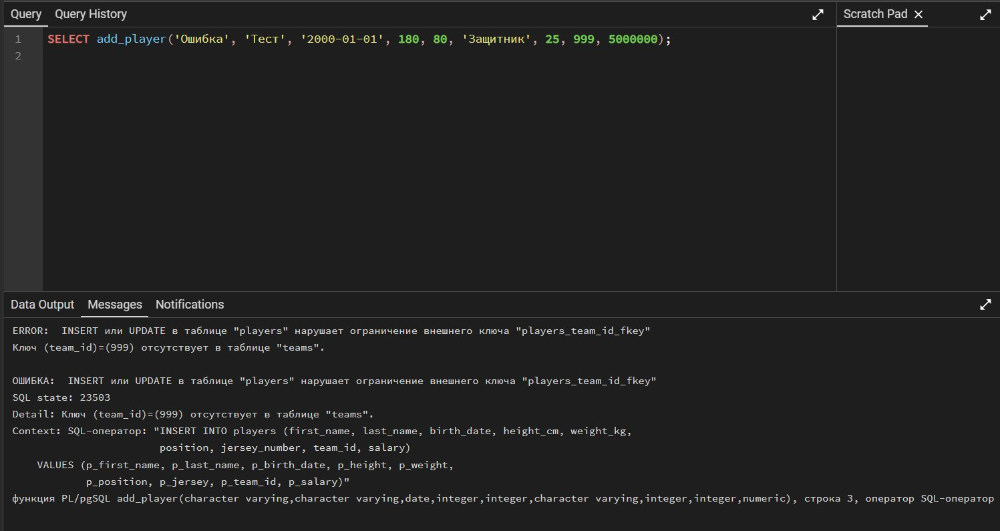 Query Query History
Scratch Pad
1 SELECT add_player('Ошибка', 'Тест', '2000-01-01', 180, 80, 'Защитник', 25, 999, 5000000);
2
Data Output Messages Notifications
ERROR:  INSERT или UPDATE в таблице "players" нарушает ограничение внешнего ключа "players_team_id_fkey"
Ключ (team_id)=(999) отсутствует в таблице "teams".
ОШИБКА:  INSERT или UPDATE в таблице "players" нарушает ограничение внешнего ключа "players_team_id_fkey"
SQL state: 23503
Detail: Ключ (team_id)=(999) отсутствует в таблице "teams".
Context: SQL-оператор: "INSERT INTO players (first_name, last_name, birth_date, height_cm, weight_kg,
position, jersey_number, team_id, salary)
VALUES (p_first_name, p_last_name, p_birth_date, p_height, p_weight,
p_position, p_jersey, p_team_id, p_salary)"
функция PL/pgSQL add_player(character varying,character varying,date,integer,integer,character varying,integer,integer,numeric), строка 3, оператор SQL-оператор